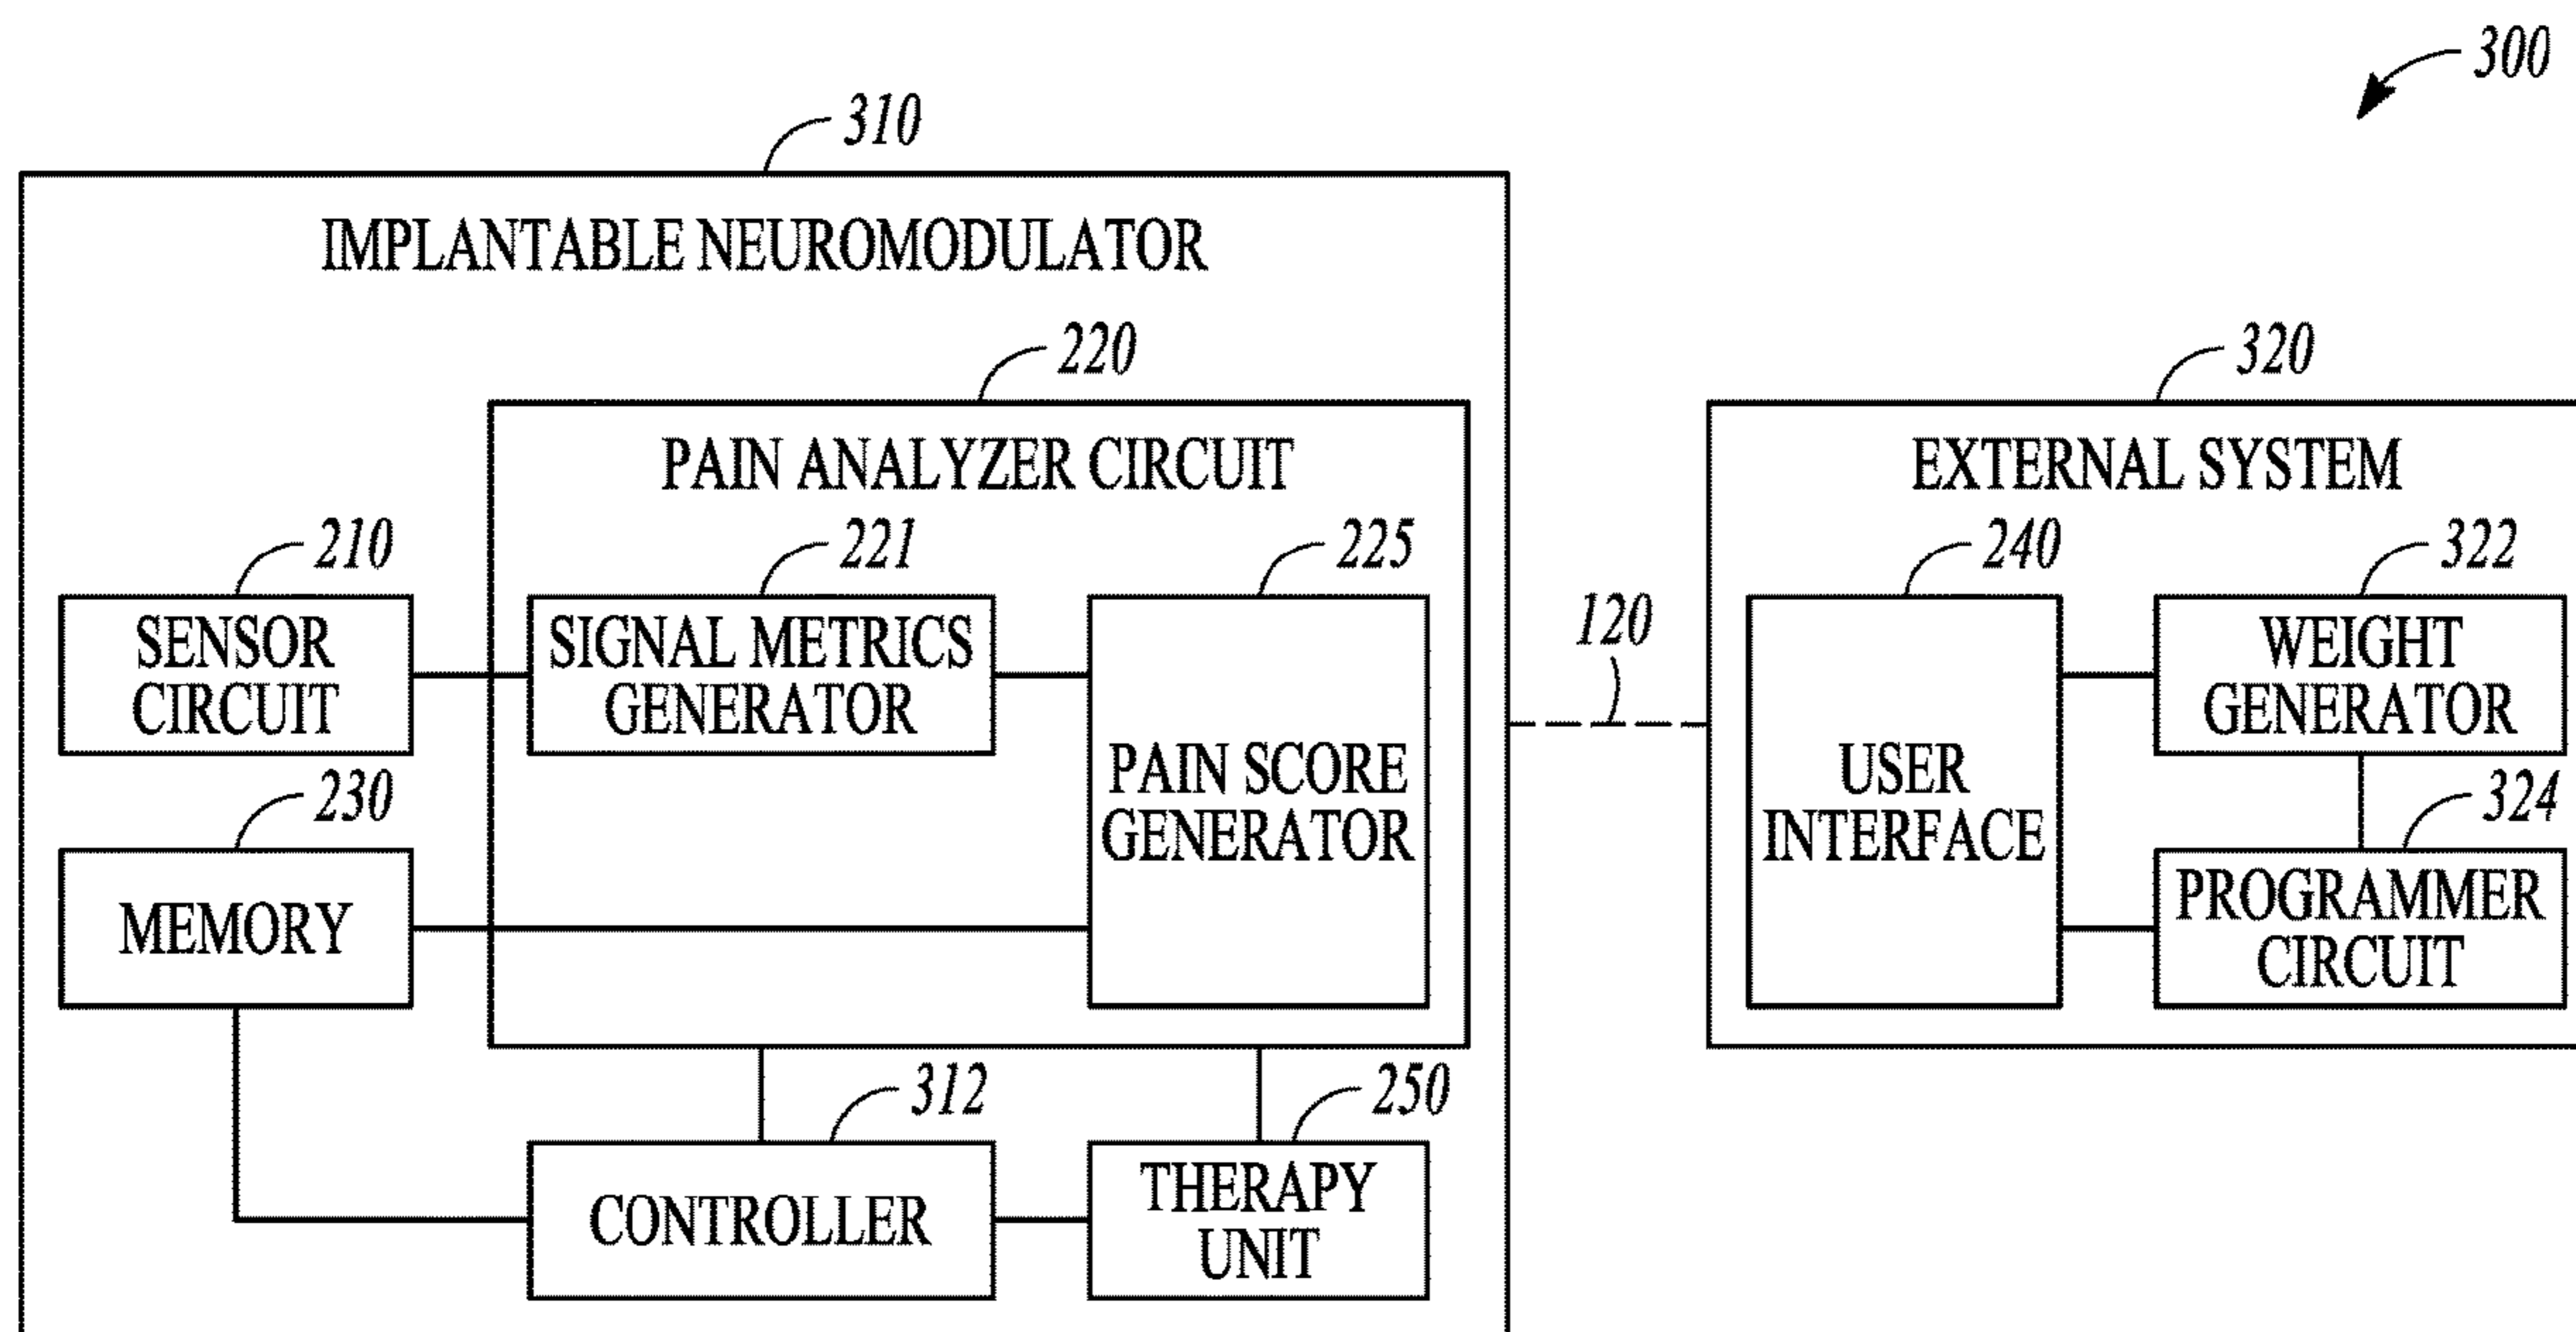 300
310
IMPLANTABLE NEUROMODULATOR
220
320
PAIN ANALYZER CIRCUIT
EXTERNAL SYSTEM
210
221
225
240
322
SENSOR
CIRCUIT
SIGNAL METRICS
GENERATOR
PAIN SCORE
GENERATOR
120
USER
INTERFACE
WEIGHT
GENERATOR
230
324
MEMORY
PROGRAMMER
CIRCUIT
312
250
CONTROLLER
THERAPY
UNIT